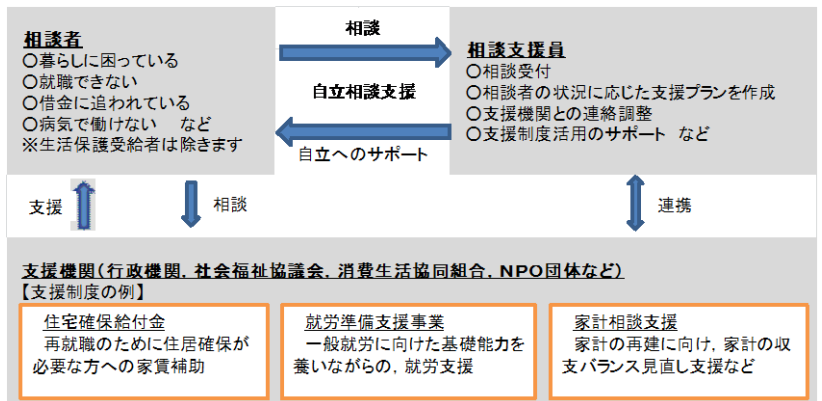 相談者
○暮らしに困っている
○就職できない
○借金に追われている
○病気で働けない　など
※生活保護受給者は除きます
相談
自立相談支援
自立へのサポート
相談支援員
○相談受付
○相談者の状況に応じた支援プランを作成
○支援機関との連絡調整
○支援制度活用のサポート　など
支援
相談
連携
支援機関（行政機関，社会福祉協議会，消費生活協同組合，NPO団体など）
【支援制度の例】
住宅確保給付金
再就職のために住居確保が
必要な方への家賃補助
就労準備支援事業
一般就労に向けた基礎能力を
養いながらの，就労支援
家計相談支援
家計の再建に向け，家計の収
支バランス見直し支援など